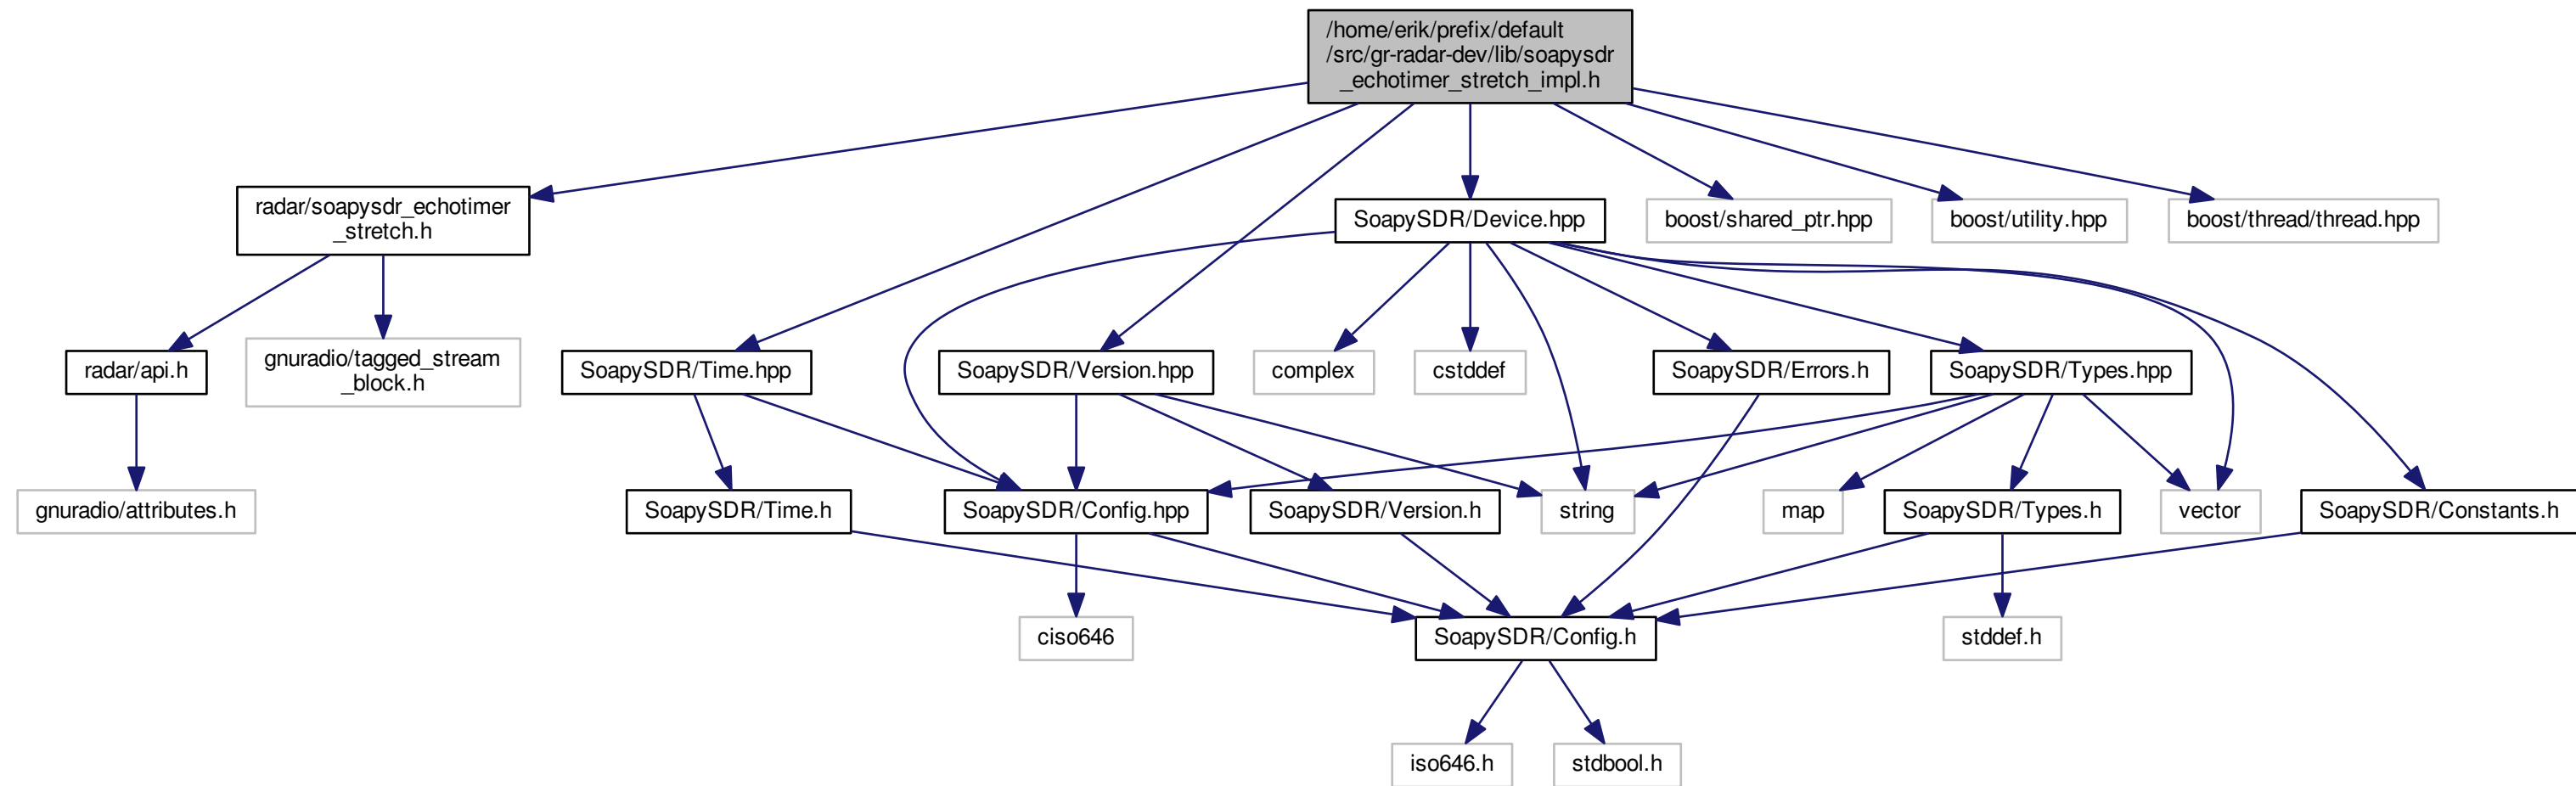 /home/erik/prefix/default
/src/gr-radar-dev/lib/soapysdr
_echotimer_stretch_impl.h
radar/soapysdr_echotimer
_stretch.h
SoapySDR/Device.hpp
boost/shared_ptr.hpp
boost/utility.hpp
boost/thread/thread.hpp
radar/api.h
gnuradio/tagged_stream
_block.h
SoapySDR/Time.hpp
SoapySDR/Version.hpp
complex
cstddef
SoapySDR/Errors.h
SoapySDR/Types.hpp
gnuradio/attributes.h
SoapySDR/Time.h
SoapySDR/Config.hpp
SoapySDR/Version.h
string
map
SoapySDR/Types.h
vector
SoapySDR/Constants.h
ciso646
SoapySDR/Config.h
stddef.h
iso646.h
stdbool.h